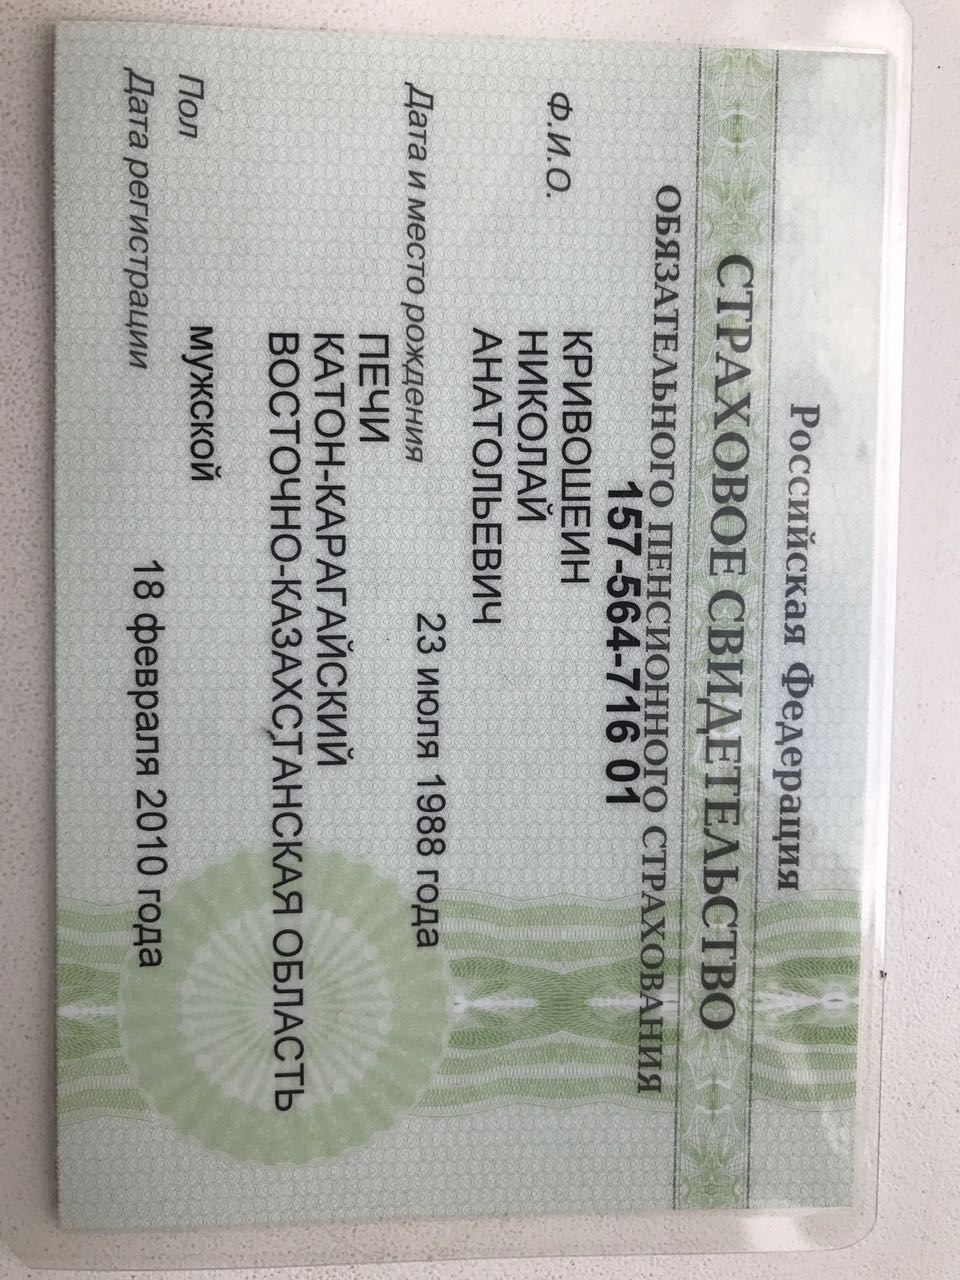 Российская Федерация
СТРАХОВОЕ СВИДЕТЕЛЬСТВО
ОБЯЗАТЕЛЬНОГО ПЕНСИОННОГО СТРАХОВАНИЯ
157-564-716 01
Ф.И.О. КРИВОШЕИН
НИКОЛАЙ
АНАТОЛЬЕВИЧ
Дата и место рождения 23 июля 1988 года
ПЕЧИ
КАТОН-КАРАГАЙСКИЙ
ВОСТОЧНО-КАЗАХСТАНСКАЯ ОБЛАСТЬ
Пол мужской
Дата регистрации 18 февраля 2010 года